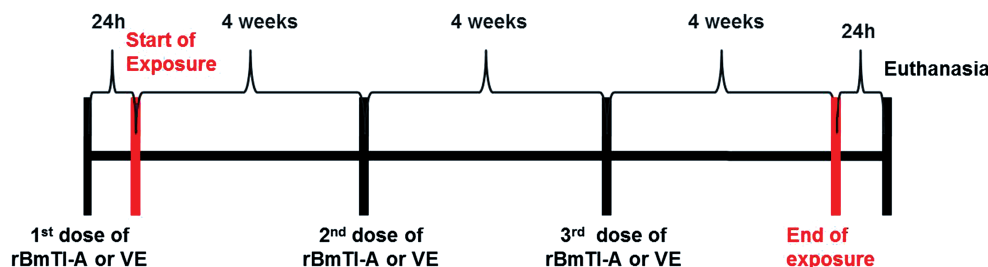 24h
4 weeks
4 weeks
4 weeks
24h
Start of
Exposure
Euthanasia
1st dose of
rBmTI-A or VE
2nd dose of
rBmTI-A or VE
3rd dose of
rBmTI-A or VE
End of
exposure